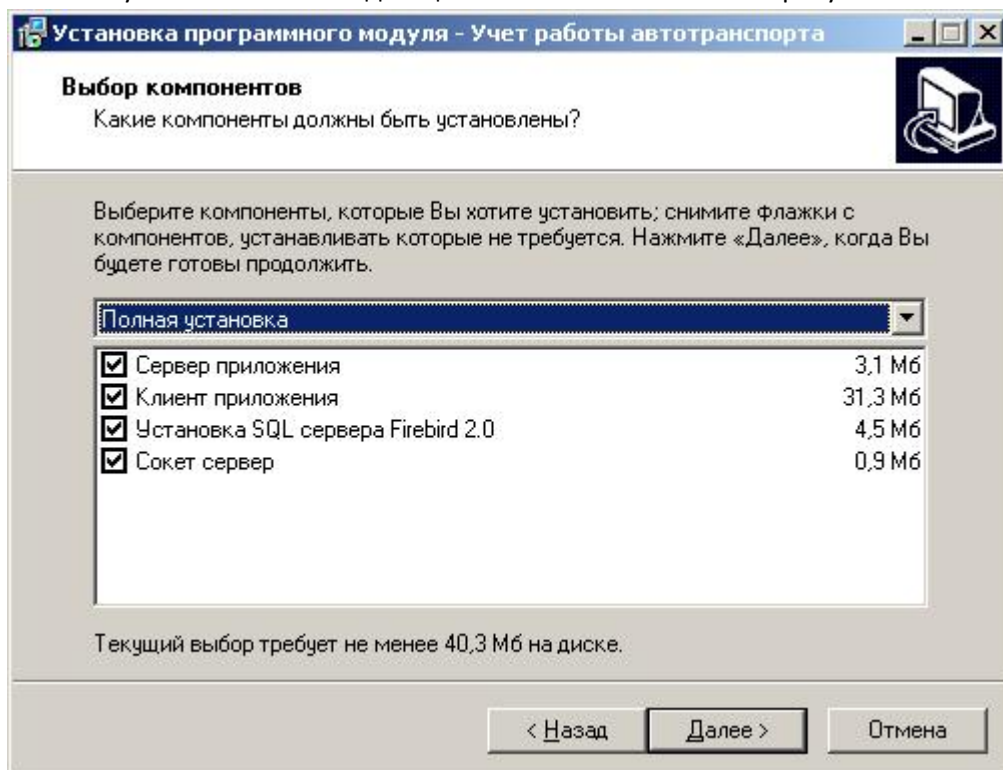 Установка программного модуля - Учет работы автотранспорта
Выбор компонентов
Какие компоненты должны быть установлены?
Выберите компоненты, которые Вы хотите установить; снимите флажки с
компонентов, устанавливать которые не требуется. Нажмите «Далее», когда Вы
будете готовы продолжить.
Полная установка
Сервер приложения 3,1 Мб
Клиент приложения 31,3 Мб
Установка SQL сервера Firebird 2.0 4,5 Мб
Сокет сервер 0,9 Мб
Текущий выбор требует не менее 40,3 Мб на диске.
< Назад Далее > Отмена